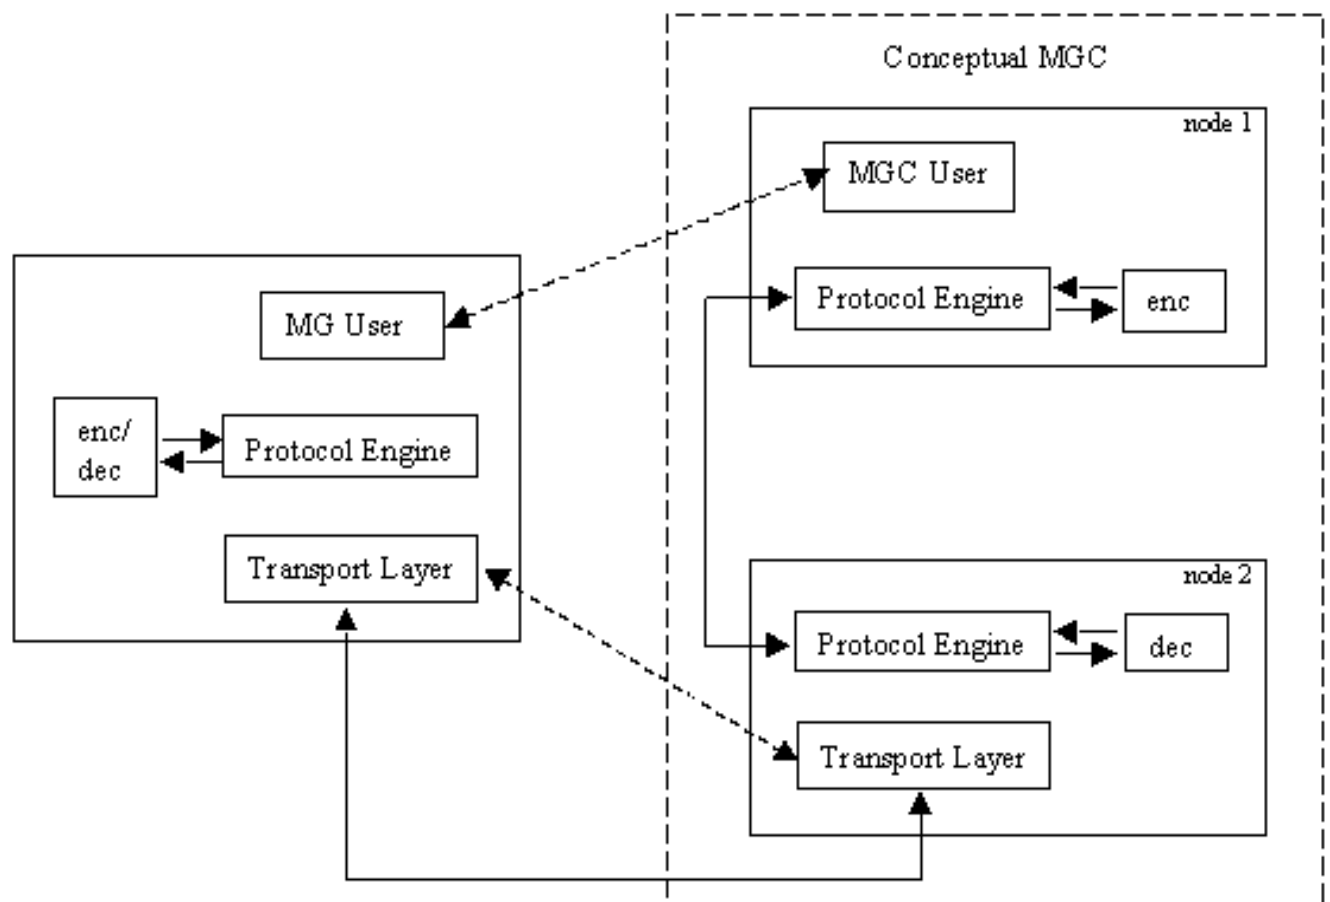 Conceptual MGC
node 1
MGC User
Protocol Engine
enc
MG User
enc/
dec
Protocol Engine
Transport Layer
node 2
Protocol Engine
dec
Transport Layer